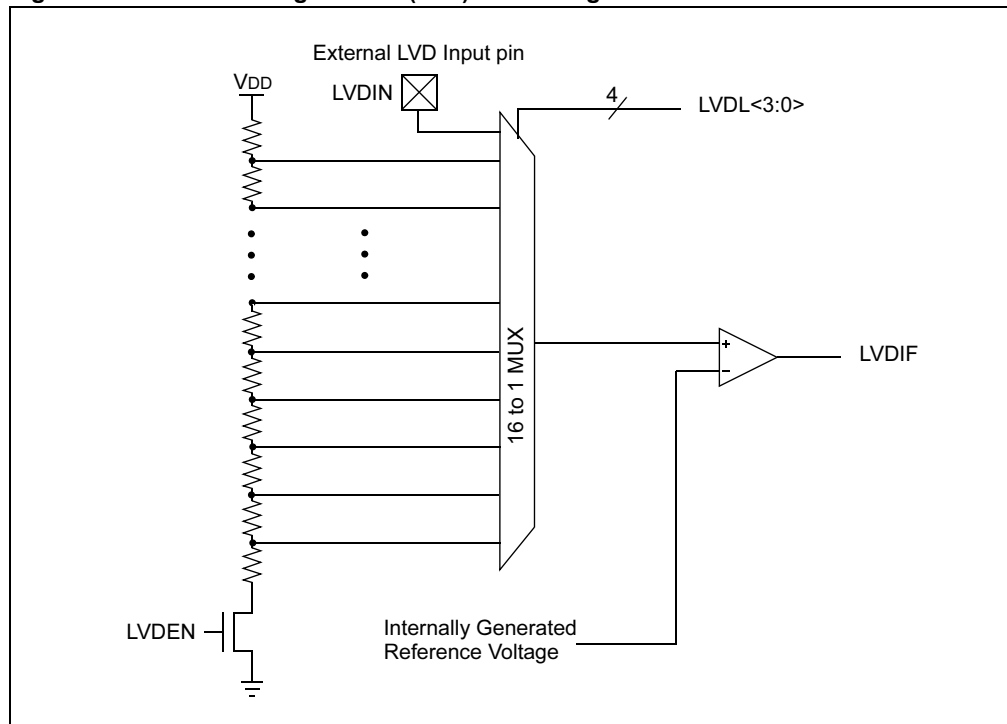 External LVD Input pin
VDD
LVDIN
4
LVDL<3:0>
16 to 1 MUX
+
–
LVDIF
LVDEN
Internally Generated
Reference Voltage